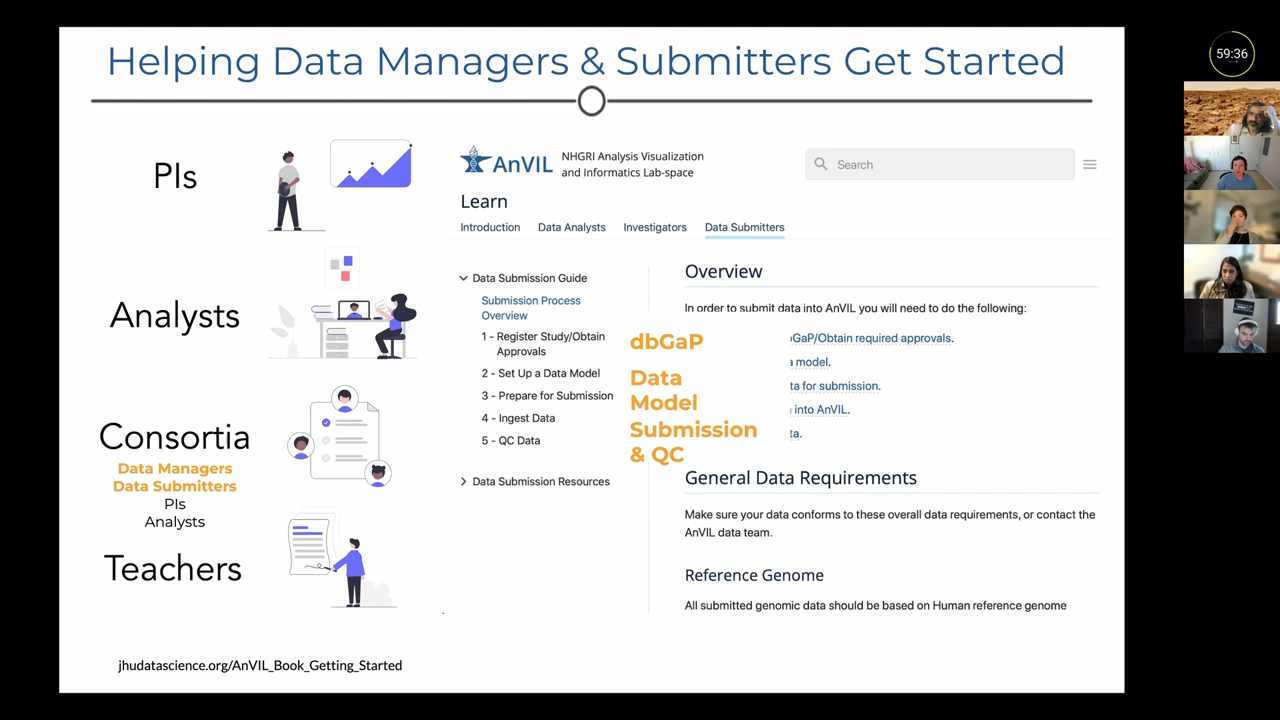 Helping Data Managers & Submitters Get Started
59:36
PIs
Analysts
Consortia
Data Managers
Data Submitters
PIs
Analysts
Teachers
jhudatascience.org/AnVIL_Book_Getting_Started
AnVIL
NHGRI Analysis Visualization
and Informatics Lab-space
Search
Learn
Introduction Data Analysts Investigators Data Submitters
Data Submission Guide
Submission Process
Overview
1 - Register Study/Obtain
Approvals
2 - Set Up a Data Model
3 - Prepare for Submission
4 - Ingest Data
5 - QC Data
Data Submission Resources
dbGaP
Data
Model
Submission
& QC
Overview
In order to submit data into AnVIL you will need to do the following:
GaP/Obtain required approvals.
model.
ta for submission.
into AnVIL.
ta.
General Data Requirements
Make sure your data conforms to these overall data requirements, or contact the
AnVIL data team.
Reference Genome
All submitted genomic data should be based on Human reference genome